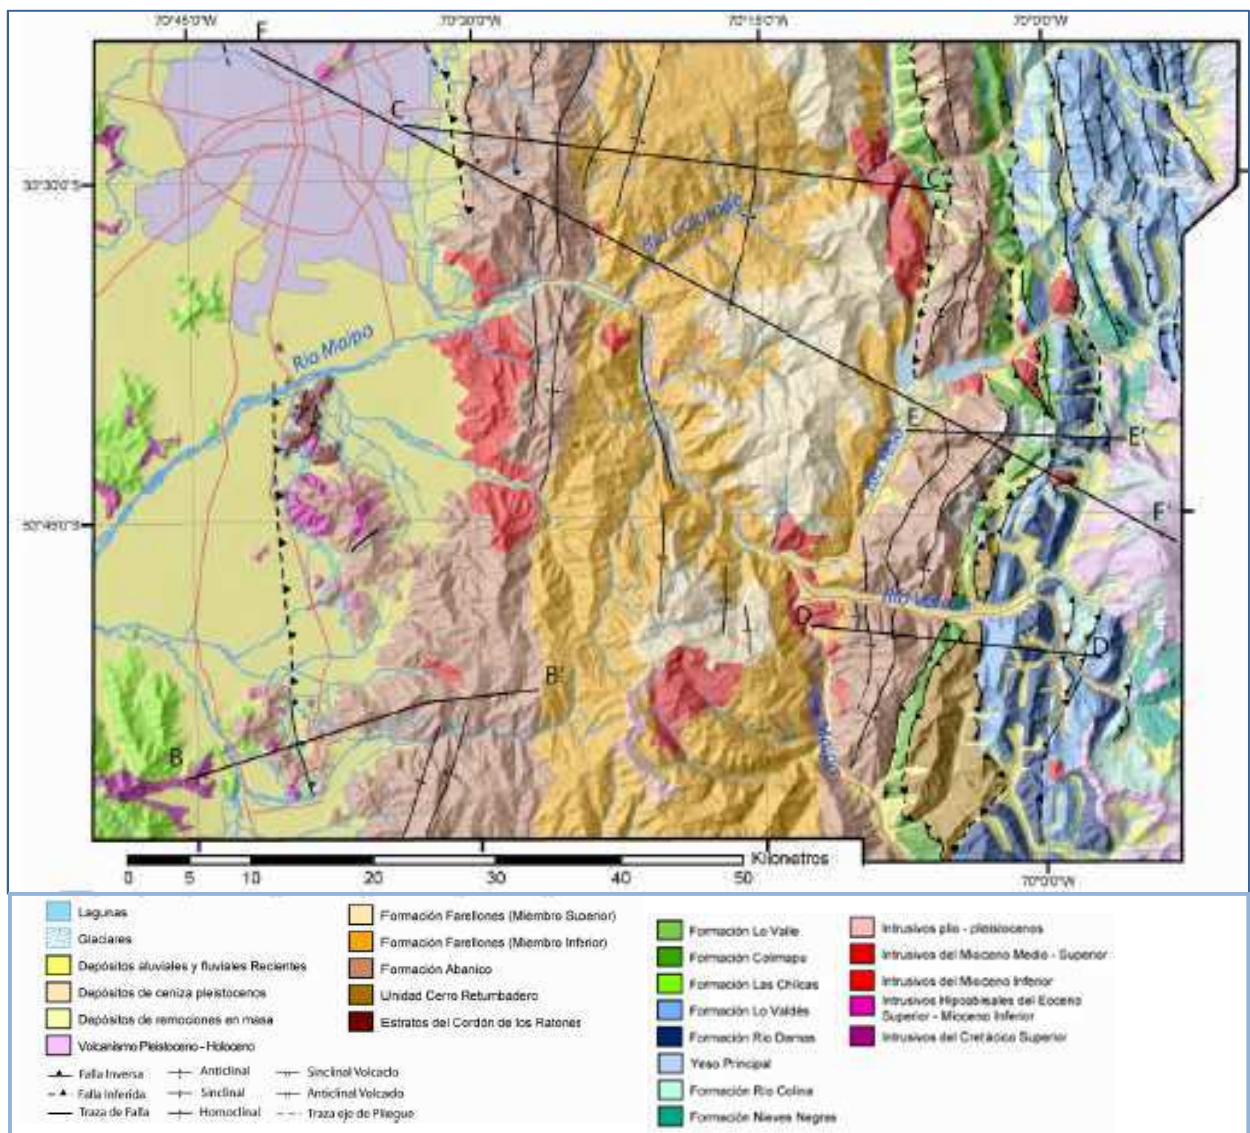 70°45'0"W
70°30'0"W
70°15'0"W
70°0'0"W
F
C
33°30'0"S
C'
Río Colorado
Río Maipo
E
E'
F'
D
D
B'
B
Kilometros
0 5 10 20 30 40 50
70°0'0"W
Lagunas
Glaciares
Depósitos aluviales y fluviales Recientes
Depósitos de ceniza pleistocenos
Depósitos de remociones en masa
Volcanismo Pleistoceno - Holoceno
Falla Inversa
Falla Inferida
Traza de Falla
Anticlinal
Sinclinal
Homoclinal
Sinclinal Volcado
Anticlinal Volcado
Traza eje de Pliegue
Formación Farellones (Miembro Superior)
Formación Farellones (Miembro Inferior)
Formación Abanico
Unidad Cerro Retumbadero
Estratos del Cordón de los Ratones
Formación Lo Valle
Formación Colimapu
Formación Las Chilcas
Formación Lo Valdés
Formación Río Damas
Yeso Principal
Formación Río Colina
Formación Nieves Negras
Intrusivos plio - pleistocenos
Intrusivos del Mioceno Medio - Superior
Intrusivos del Mioceno Inferior
Intrusivos Hipoabisales del Eoceno
Superior - Mioceno Inferior
Intrusivos del Cretácico Superior